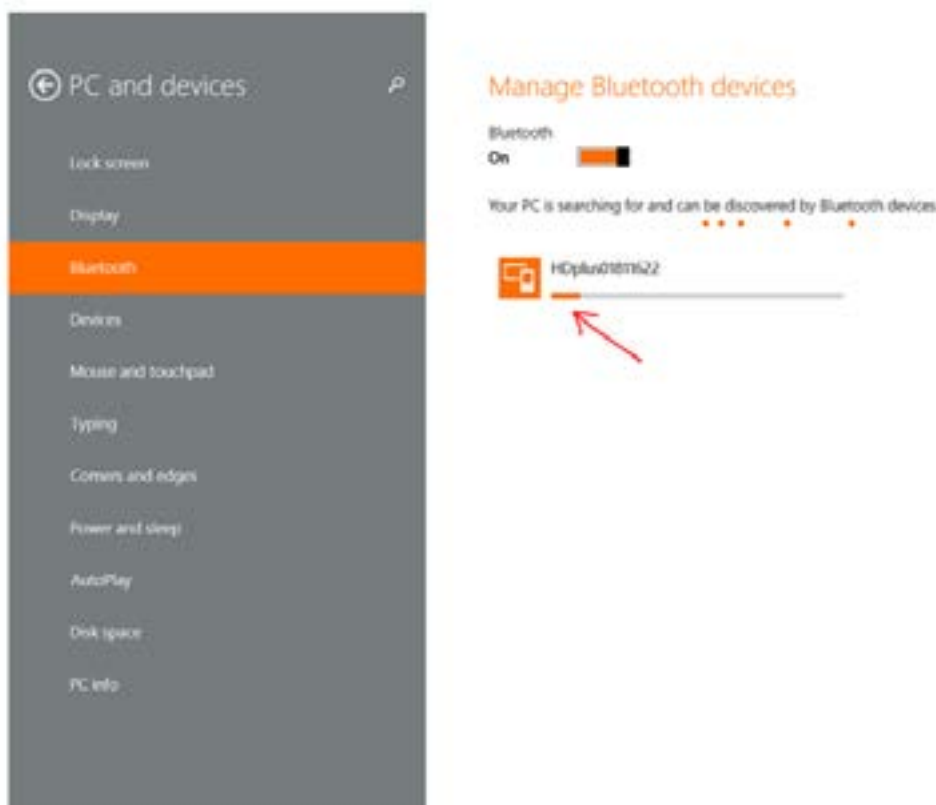 PC and devices
Lock screen
Display
Bluetooth
Devices
Mouse and touchpad
Typing
Corners and edges
Power and sleep
AutoPlay
Disk space
PC info
Manage Bluetooth devices
Bluetooth
On
Your PC is searching for and can be discovered by Bluetooth devices
HDplus01811622